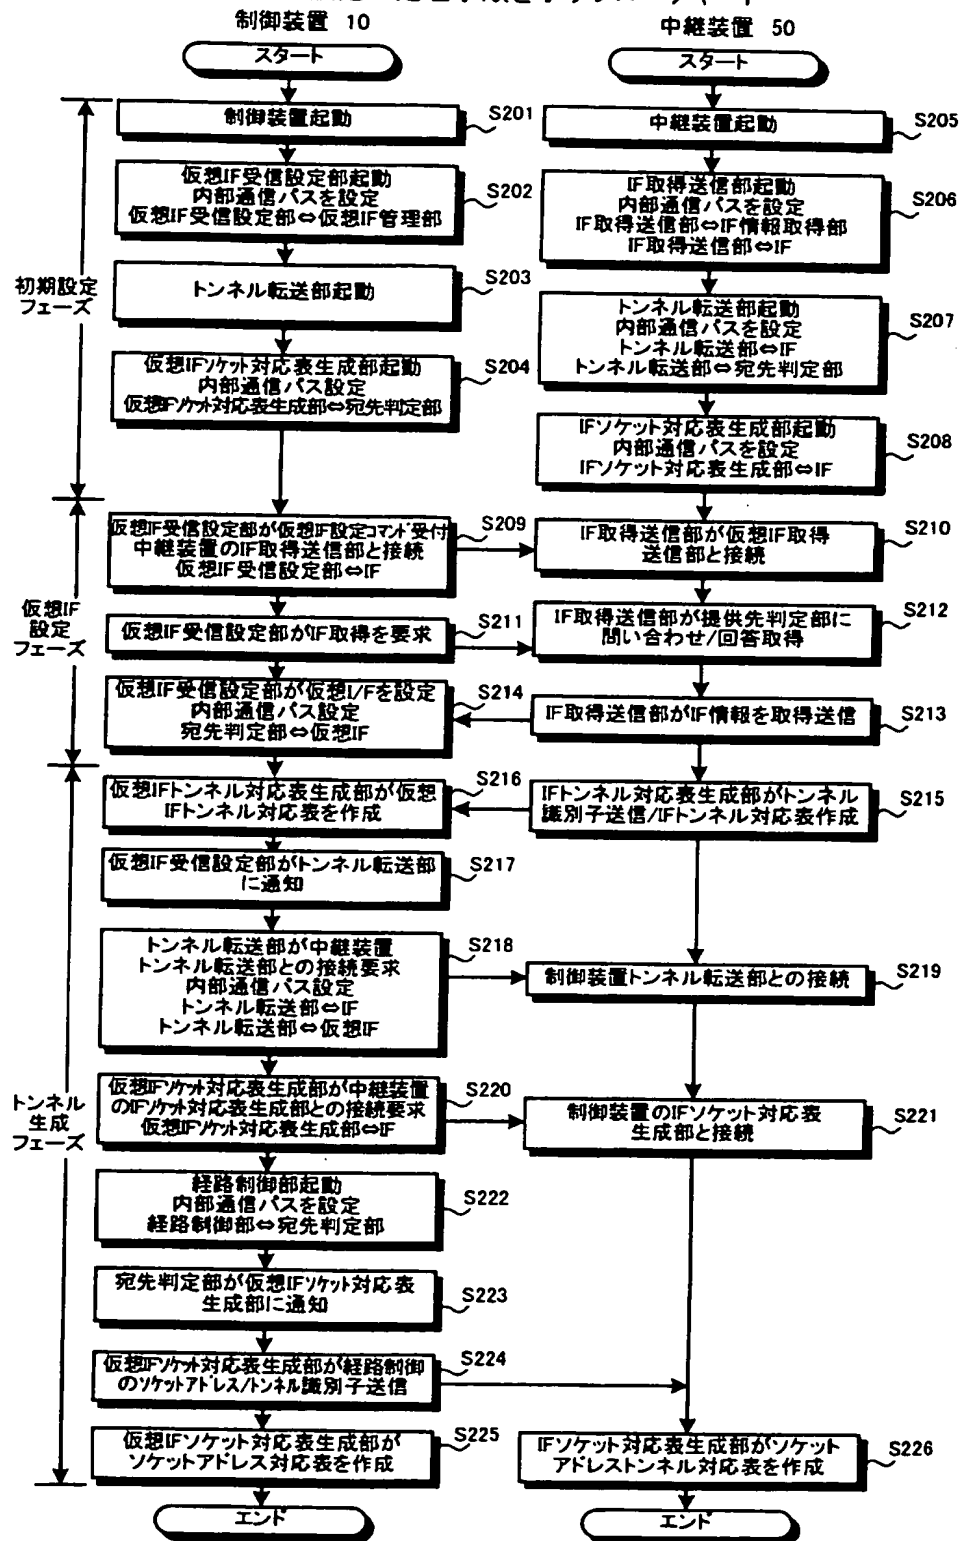 制御装置 10
中継装置 50
スタート
スタート
初期設定
フェーズ
制御装置起動
S201
中継装置起動
S205
仮想IF受信設定部起動
内部通信パスを設定
仮想IF受信設定部⇔仮想IF管理部
S202
IF取得送信部起動
内部通信パスを設定
IF取得送信部⇔IF情報取得部
IF取得送信部⇔IF
S206
トンネル転送部起動
S203
トンネル転送部起動
内部通信パスを設定
トンネル転送部⇔IF
トンネル転送部⇔宛先判定部
S207
仮想IFソケット対応表生成部起動
内部通信パス設定
仮想IFソケット対応表生成部⇔宛先判定部
S204
IFソケット対応表生成部起動
内部通信パスを設定
IFソケット対応表生成部⇔IF
S208
仮想IF
設定
フェーズ
仮想IF受信設定部が仮想IF設定コマンド受付
中継装置のIF取得送信部と接続
仮想IF受信設定部⇔IF
S209
IF取得送信部が仮想IF取得
送信部と接続
S210
仮想IF受信設定部がIF取得を要求
S211
IF取得送信部が提供先判定部に
問い合わせ/回答取得
S212
仮想IF受信設定部が仮想I/Fを設定
内部通信パス設定
宛先判定部⇔仮想IF
S214
IF取得送信部がIF情報を取得送信
S213
トンネル
生成
フェーズ
仮想IFトンネル対応表生成部が仮想
IFトンネル対応表を作成
S216
IFトンネル対応表生成部がトンネル
識別子送信/IFトンネル対応表作成
S215
仮想IF受信設定部がトンネル転送部
に通知
S217
トンネル転送部が中継装置
トンネル転送部との接続要求
内部通信パス設定
トンネル転送部⇔IF
トンネル転送部⇔仮想IF
S218
制御装置トンネル転送部との接続
S219
仮想IFソケット対応表生成部が中継装置
のIFソケット対応表生成部との接続要求
仮想IFソケット対応表生成部⇔IF
S220
制御装置のIFソケット対応表
生成部と接続
S221
経路制御部起動
内部通信パスを設定
経路制御部⇔宛先判定部
S222
宛先判定部が仮想IFソケット対応表
生成部に通知
S223
仮想IFソケット対応表生成部が経路制御
のソケットアドレス/トンネル識別子送信
S224
仮想IFソケット対応表生成部が
ソケットアドレス対応表を作成
S225
IFソケット対応表生成部がソケット
アドレストンネル対応表を作成
S226
エンド
エンド